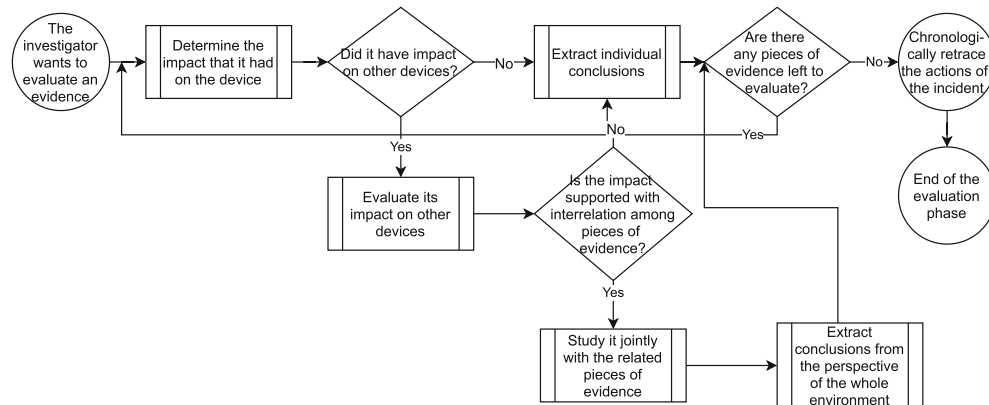 The
investigator
wants to
evaluate an
evidence
Determine the
impact that it had
on the device
Did it have impact
on other devices?
No
Extract individual
conclusions
Are there
any pieces of
evidence left to
evaluate?
No
Chronologi-
cally retrace
the actions of
the incident
Yes
No
Yes
Evaluate its
impact on other
devices
Is the impact
supported with
interrelation among
pieces of
evidence?
End of the
evaluation
phase
Yes
Study it jointly
with the related
pieces of
evidence
Extract
conclusions from
the perspective
of the whole
environment